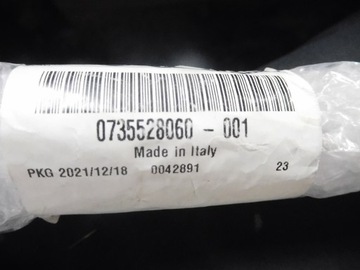 0735528060 - 001
Made in Italy
PKG 2021/12/18 0042891 23